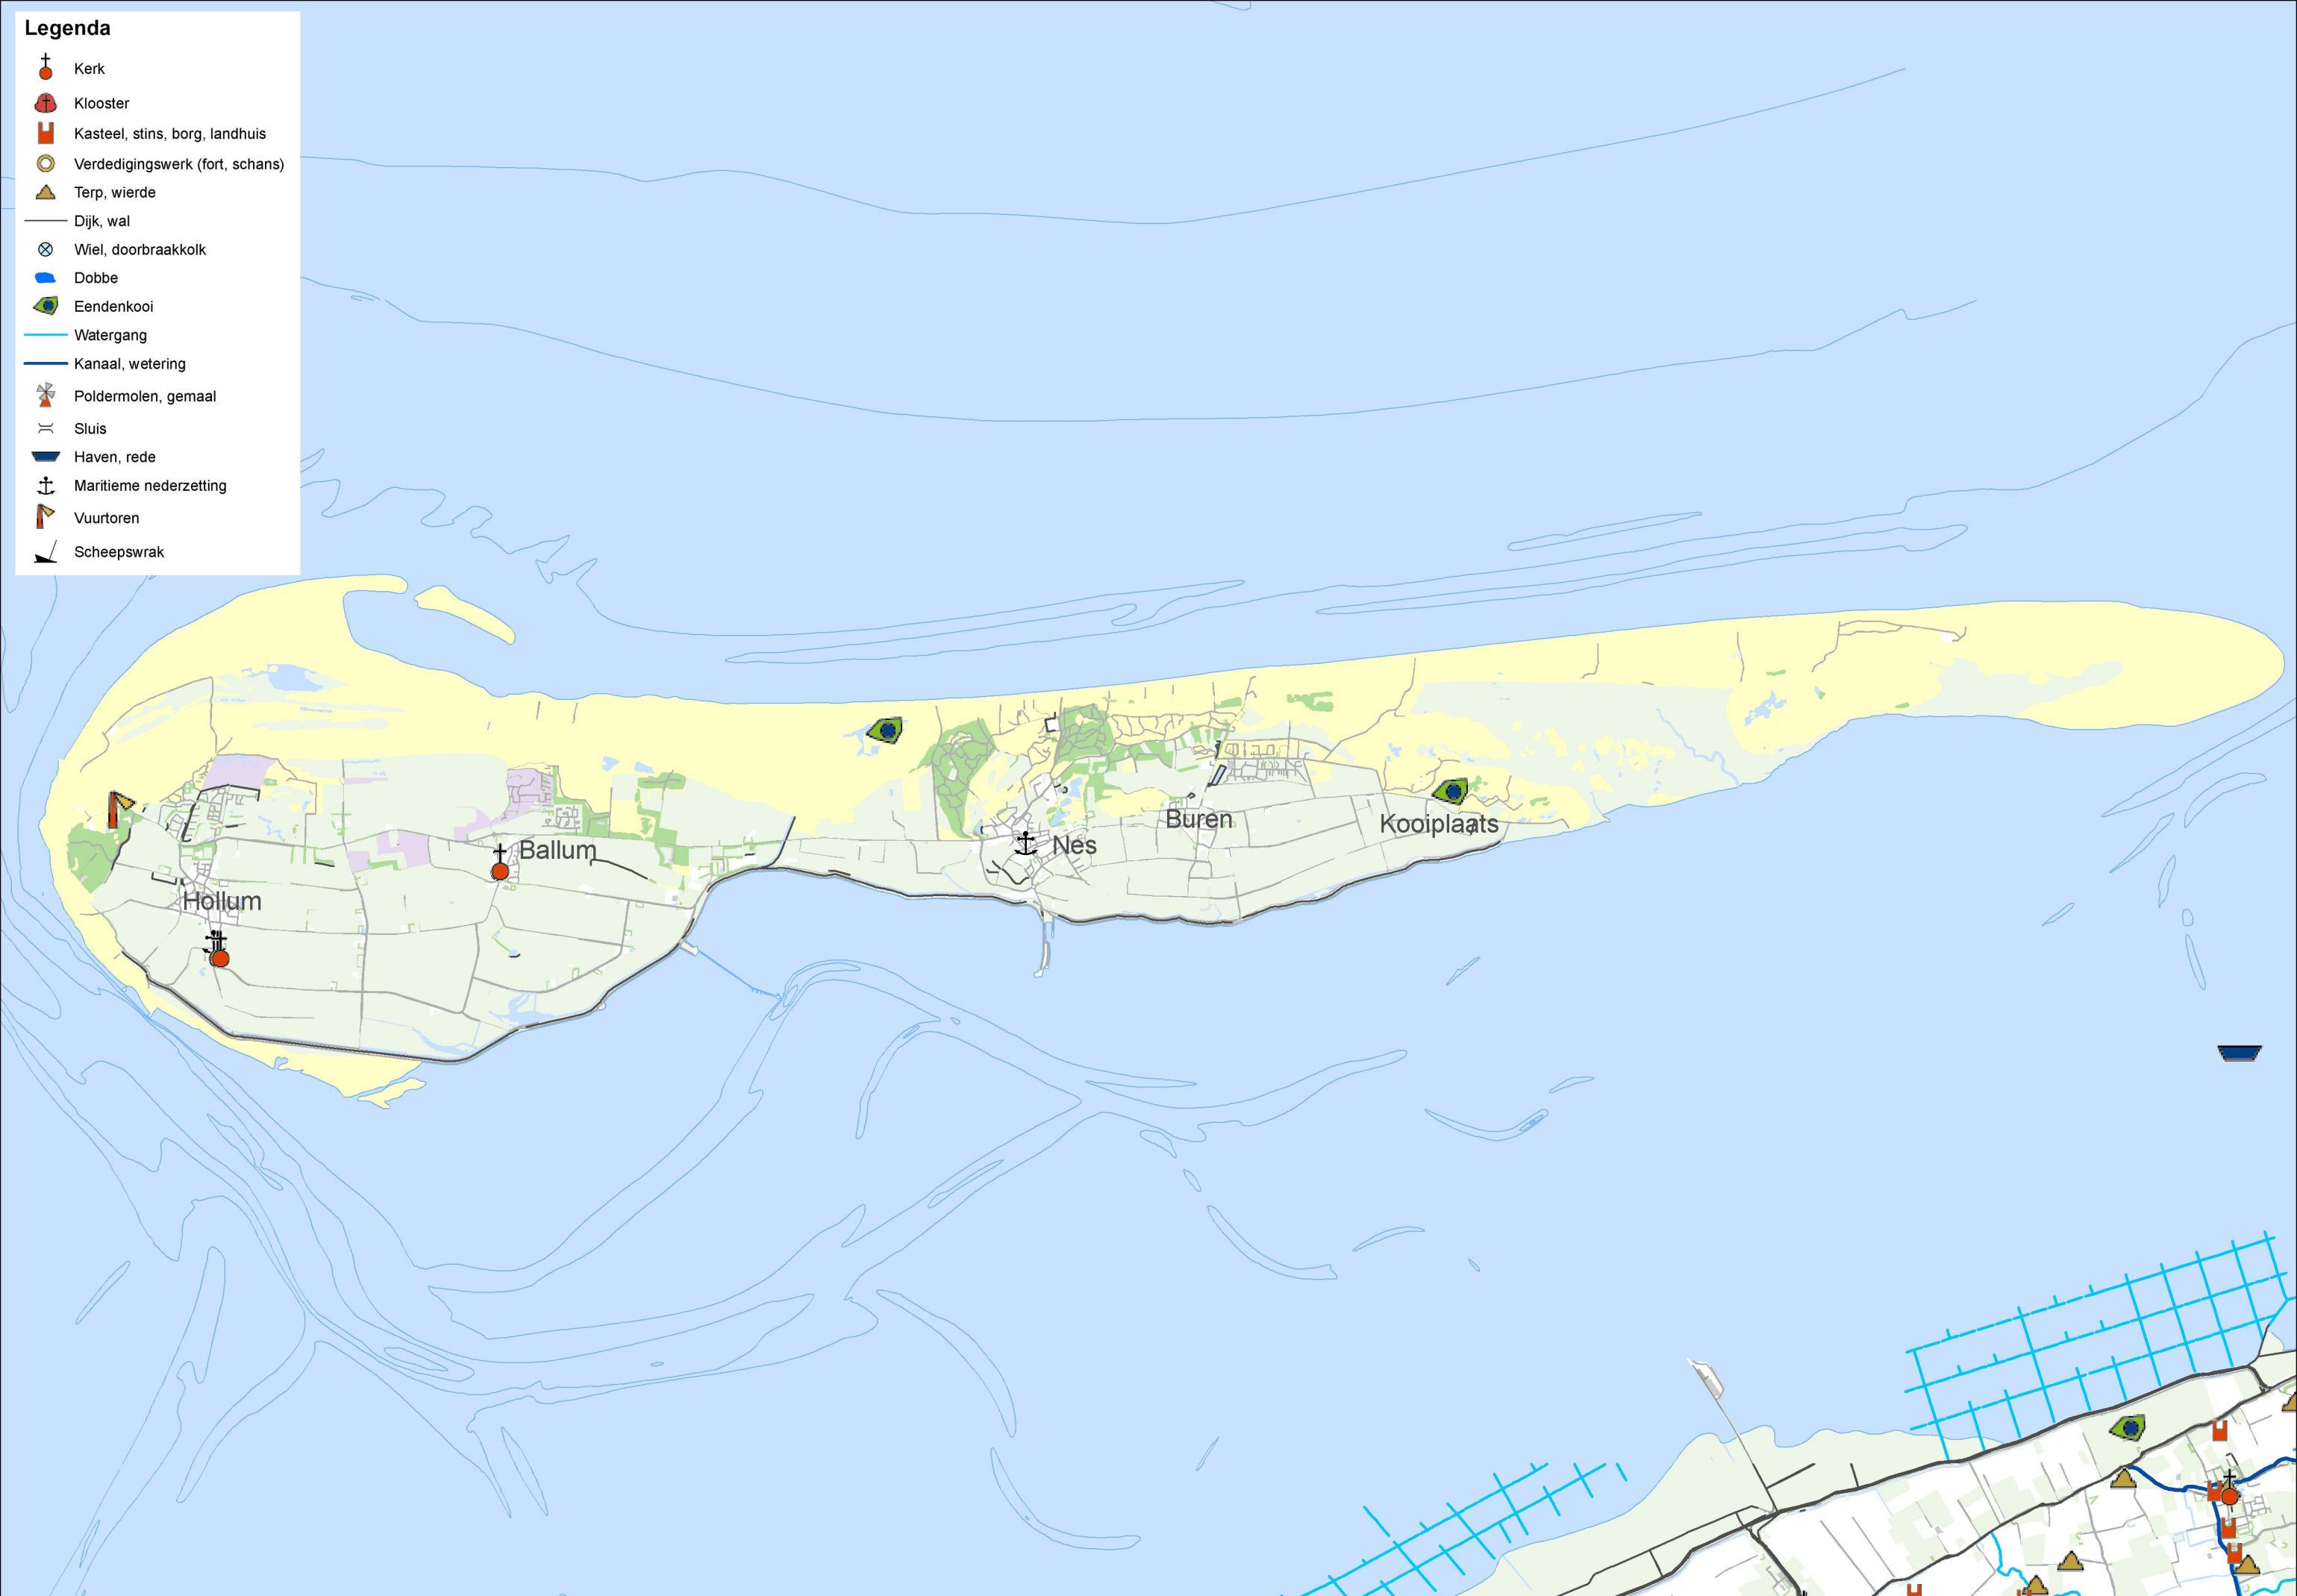 Legenda
Kerk
Klooster
Kasteel, stins, borg, landhuis
Verdedigingswerk (fort, schans)
Terp, wierde
Dijk, wal
Wiel, doorbraakkolk
Dobbe
Eendenkooi
Watergang
Kanaal, wetering
Poldermolen, gemaal
Sluis
Haven, rede
Maritieme nederzetting
Vuurtoren
Scheepswrak
Buren
Kooiplaats
Nes
Ballum
Hollum